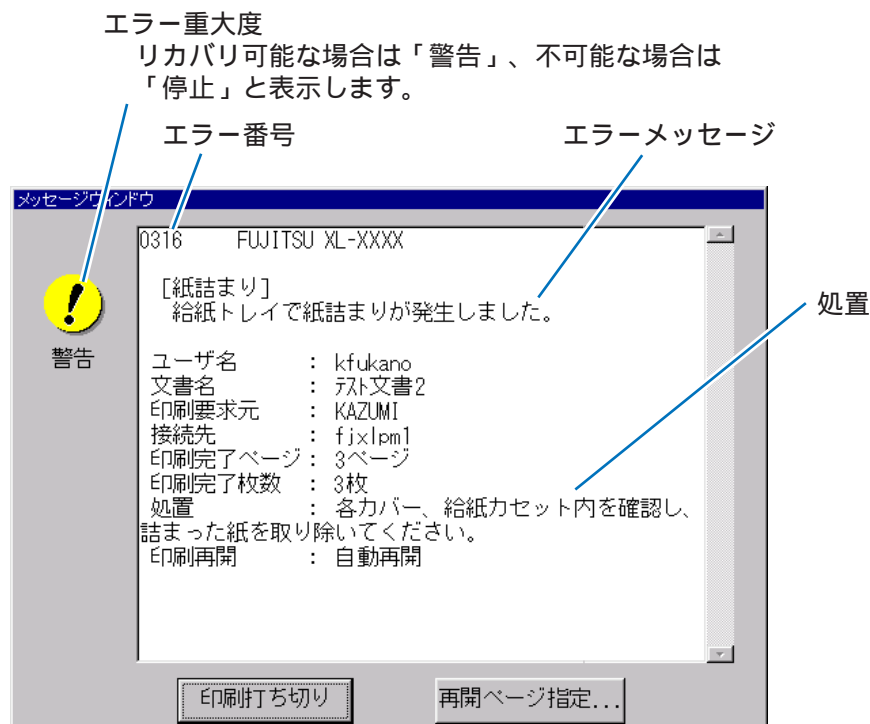 エラー重大度
リカバリ可能な場合は「警告」、不可能な場合は
「停止」と表示します。
エラー番号
エラーメッセージ
メッセージウィンドウ
0316 FUJITSU XL-XXXX
[紙詰まり]
給紙トレイで紙詰まりが発生しました。
処置
警告
ユーザ名 : kfukano
文書名 : ﾃｽﾄ文書2
印刷要求元 : KAZUMI
接続先 : fjxlpm1
印刷完了ページ : 3ページ
印刷完了枚数 : 3枚
処置 : 各カバー、給紙カセット内を確認し、
詰まった紙を取り除いてください。
印刷再開 : 自動再開
印刷打ち切り
再開ページ指定...